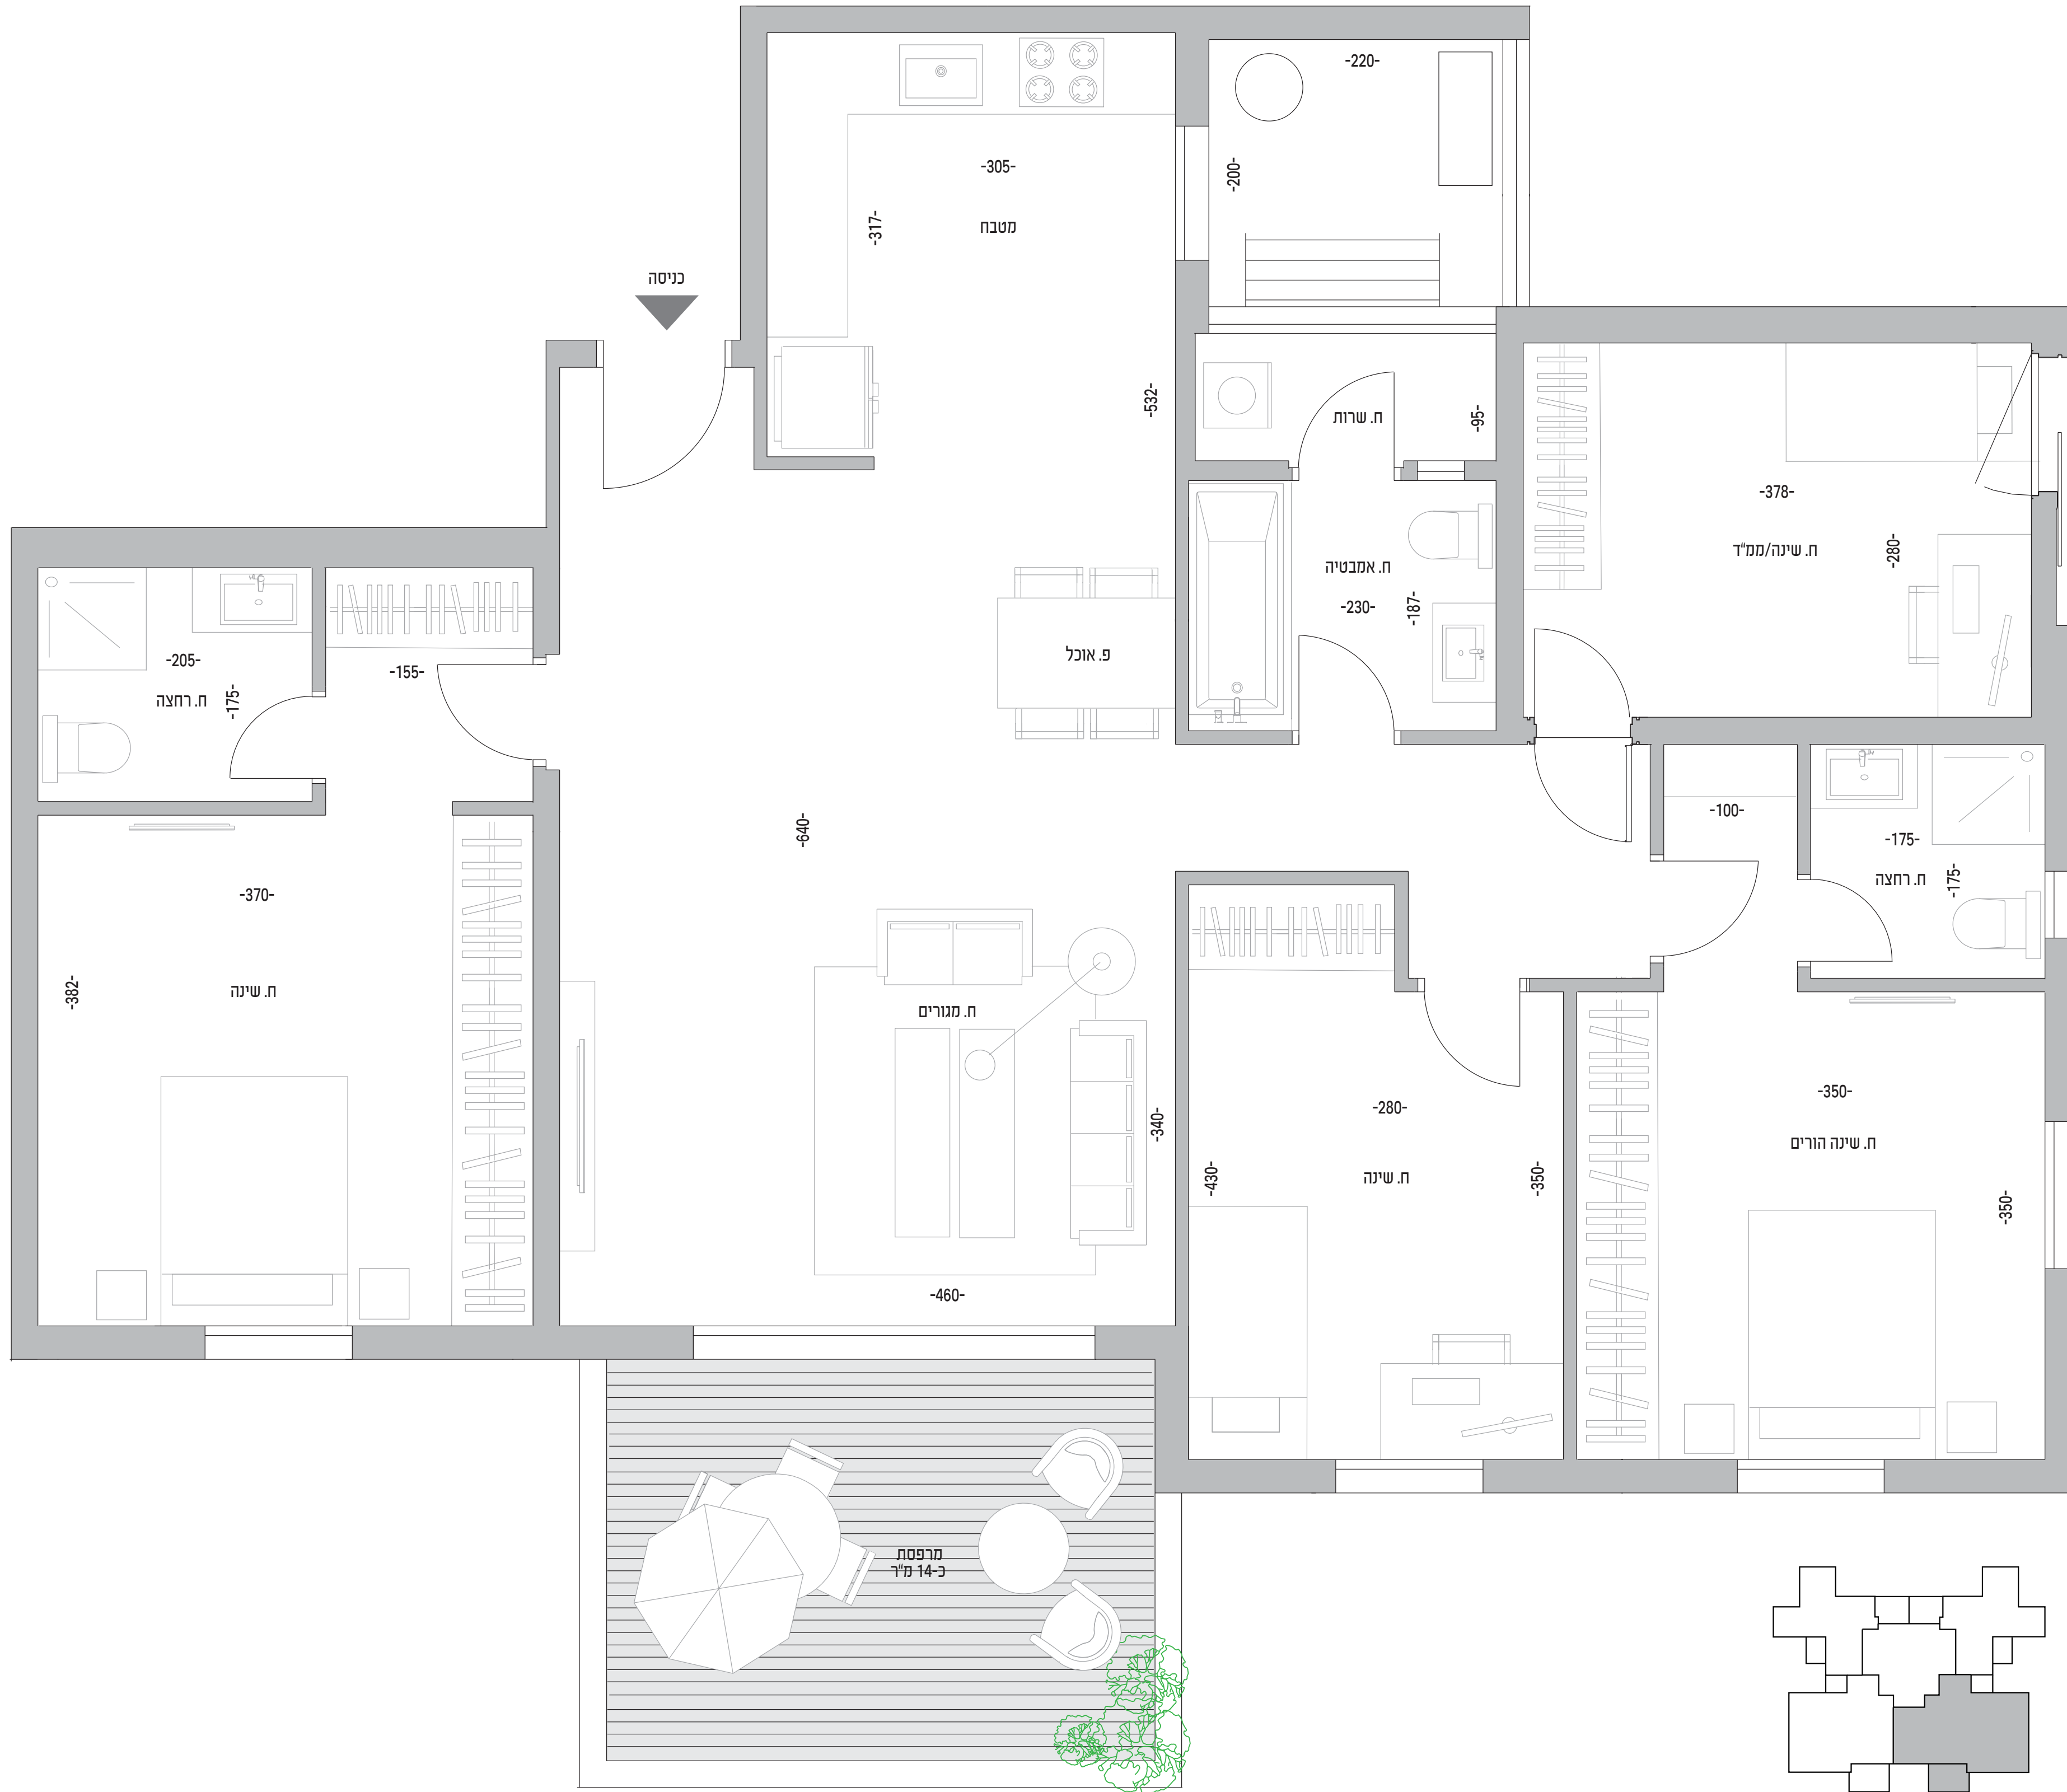 -220-
-305-
-200-
-317-
מטבח
כניסה
-532-
ח. שרות
-95-
-378-
ח. שינה/ממ"ד
-280-
ח. אמבטיה
-230-
-187-
פ. אוכל
-205-
ח. רחצה
-175-
-155-
-640-
-100-
-175-
ח. רחצה
-175-
-370-
-382-
ח. שינה
ח. מגורים
-340-
-460-
-280-
-430-
ח. שינה
-350-
-350-
ח. שינה הורים
-350-
מרפסת
כ-14 מ"ר